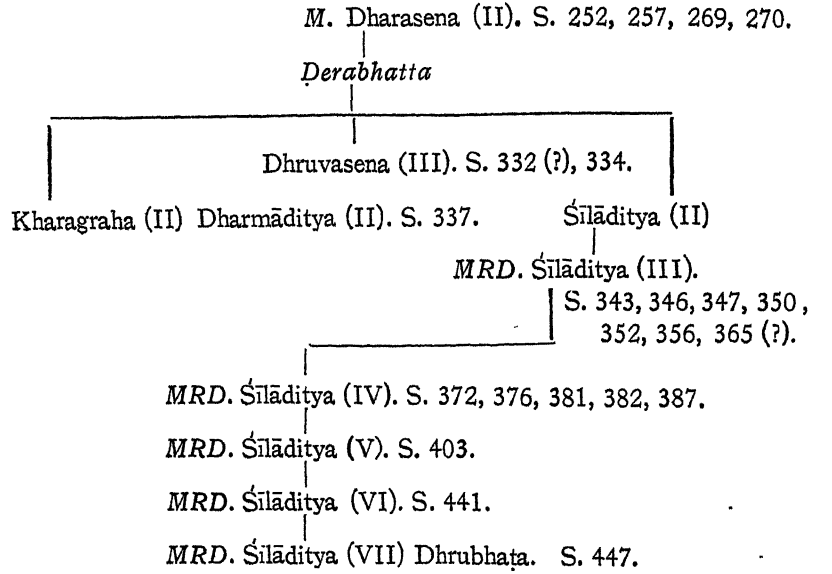 M. Dharasena (II). S. 252, 257, 269, 270.
Ḍerabhatta
Dhruvasena (III). S. 332 (?), 334.
Kharagraha (II) Dharmāditya (II). S. 337. Śīlāditya (II)
MRD. Śīlāditya (III).
S. 343, 346, 347, 350,
352, 356, 365 (?).
MRD. Śīlāditya (IV). S. 372, 376, 381, 382, 387.
MRD. Śīlāditya (V). S. 403.
MRD. Śīlāditya (VI). S. 441.
MRD. Śilāditya (VII) Dhrubhaṭa. S. 447.